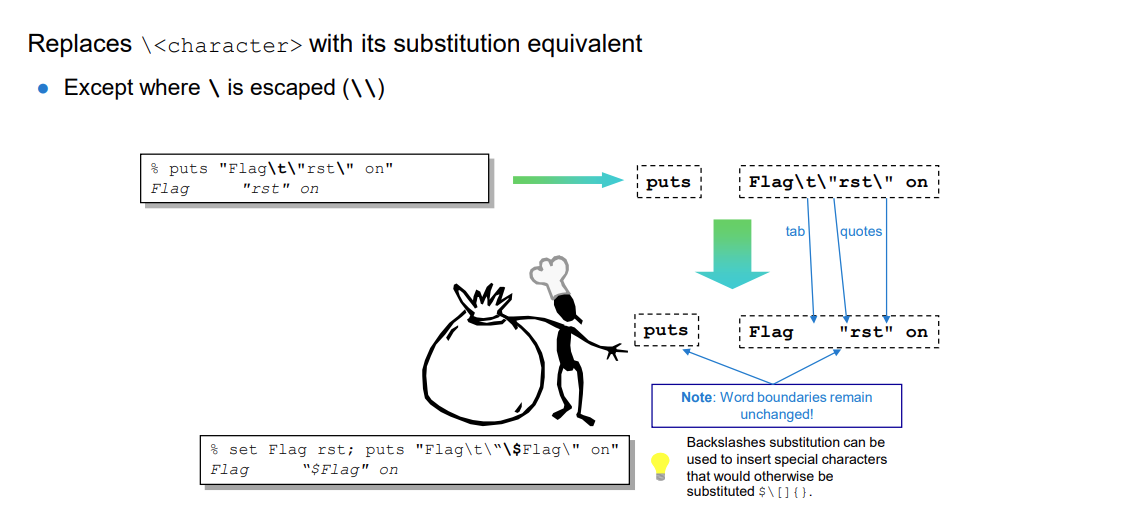 Replaces \<character> with its substitution equivalent
• Except where \ is escaped (\\)
% puts "Flag\t\"rst\" on"
Flag      "rst" on
puts
Flag\t\"rst\" on
tab
quotes
puts
Flag    "rst" on
Note: Word boundaries remain
unchanged!
% set Flag rst; puts "Flag\t\“\$Flag\" on"
Flag      “$Flag" on
Backslashes substitution can be
used to insert special characters
that would otherwise be
substituted $\[]{}.